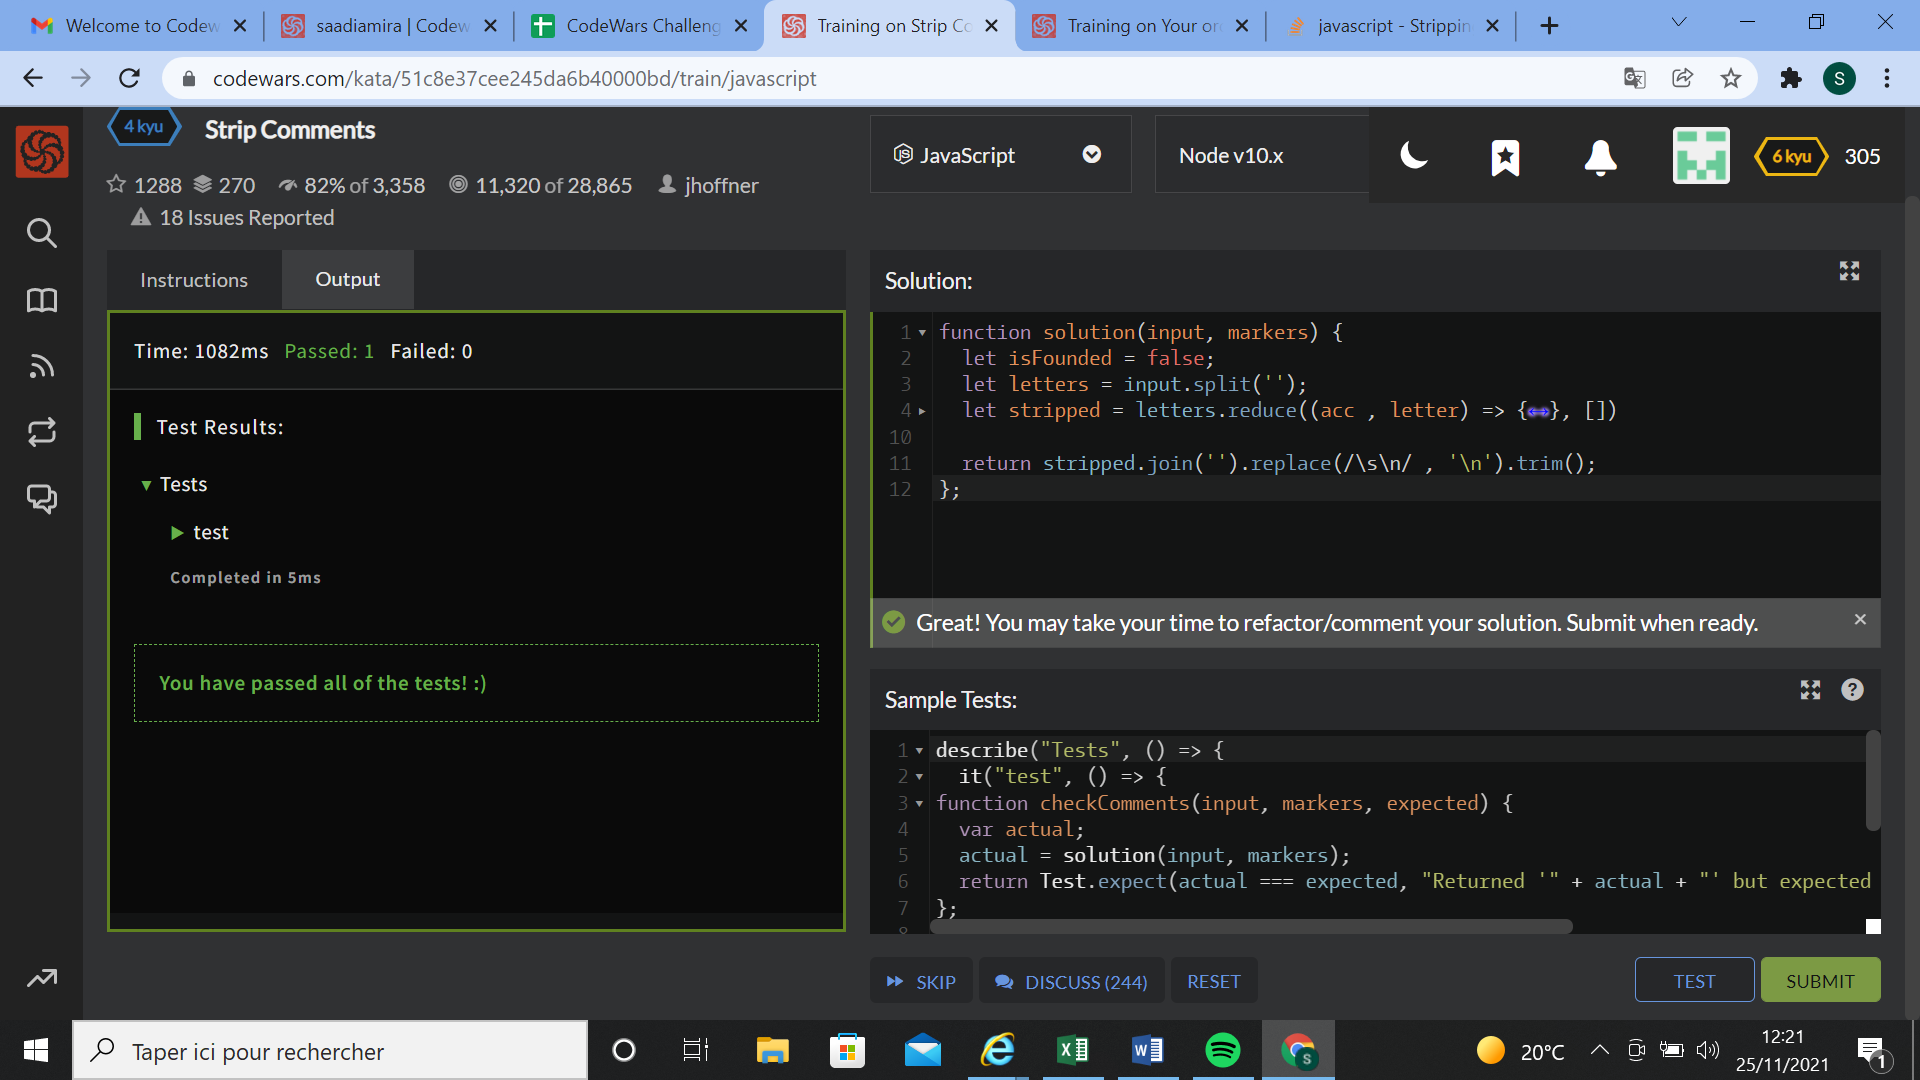 Welcome to Codew
saadiamira | Codew
CodeWars Challeng
Training on Strip Co
Training on Your or
javascript - Strippin
codewars.com/kata/51c8e37cee245da6b40000bd/train/javascript
S
4 kyu
Strip Comments
JavaScript
Node v10.x
6 kyu
305
1288 270 82% of 3,358 11,320 of 28,865 jhoffner
18 Issues Reported
Instructions
Output
Time: 1082ms Passed: 1 Failed: 0
Test Results:
Tests
test
Completed in 5ms
You have passed all of the tests! :)
Solution:
1 function solution(input, markers) {
2 let isFounded = false;
3 let letters = input.split('');
4 let stripped = letters.reduce((acc , letter) => {↔}, [])
10
11 return stripped.join('').replace(/\s\n/ , '\n').trim();
12 };
Great! You may take your time to refactor/comment your solution. Submit when ready.
Sample Tests:
1 describe("Tests", () => {
2 it("test", () => {
3 function checkComments(input, markers, expected) {
4 var actual;
5 actual = solution(input, markers);
6 return Test.expect(actual === expected, "Returned '" + actual + "' but expected
7 };
8
SKIP
DISCUSS (244)
RESET
TEST
SUBMIT
Taper ici pour rechercher
20°C
12:21
25/11/2021
1